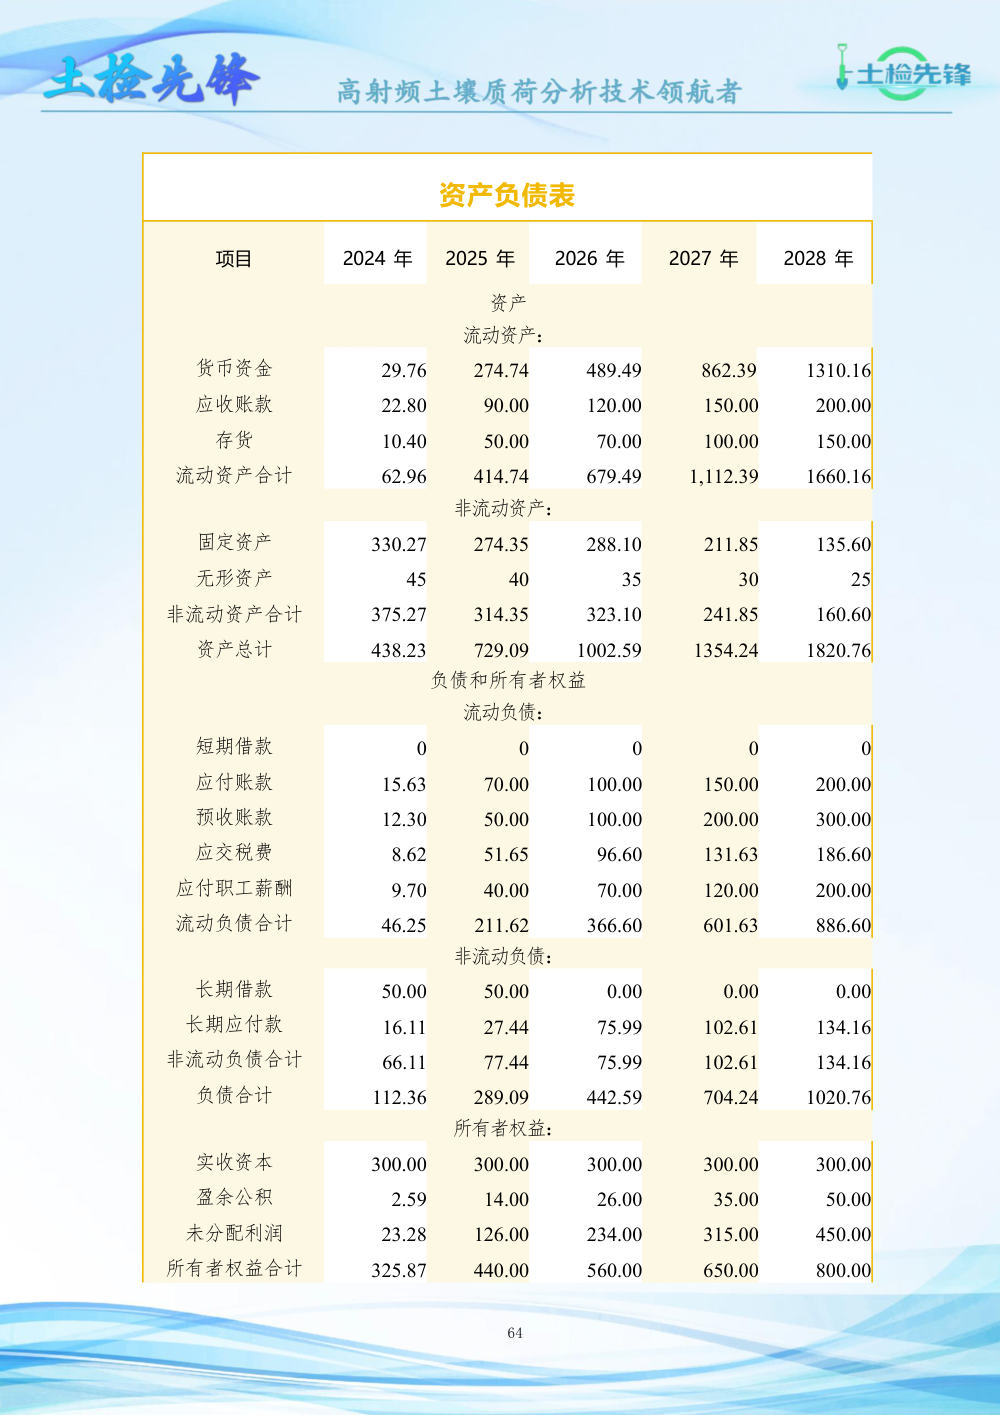 土检先锋
高射频土壤质荷分析技术领航者
土检先锋
资产负债表
项目 2024 年 2025 年 2026 年 2027 年 2028 年
资产
流动资产：
货币资金 29.76 274.74 489.49 862.39 1310.16
应收账款 22.80 90.00 120.00 150.00 200.00
存货 10.40 50.00 70.00 100.00 150.00
流动资产合计 62.96 414.74 679.49 1,112.39 1660.16
非流动资产：
固定资产 330.27 274.35 288.10 211.85 135.60
无形资产 45 40 35 30 25
非流动资产合计 375.27 314.35 323.10 241.85 160.60
资产总计 438.23 729.09 1002.59 1354.24 1820.76
负债和所有者权益
流动负债：
短期借款 0 0 0 0 0
应付账款 15.63 70.00 100.00 150.00 200.00
预收账款 12.30 50.00 100.00 200.00 300.00
应交税费 8.62 51.65 96.60 131.63 186.60
应付职工薪酬 9.70 40.00 70.00 120.00 200.00
流动负债合计 46.25 211.62 366.60 601.63 886.60
非流动负债：
长期借款 50.00 50.00 0.00 0.00 0.00
长期应付款 16.11 27.44 75.99 102.61 134.16
非流动负债合计 66.11 77.44 75.99 102.61 134.16
负债合计 112.36 289.09 442.59 704.24 1020.76
所有者权益：
实收资本 300.00 300.00 300.00 300.00 300.00
盈余公积 2.59 14.00 26.00 35.00 50.00
未分配利润 23.28 126.00 234.00 315.00 450.00
所有者权益合计 325.87 440.00 560.00 650.00 800.00
64